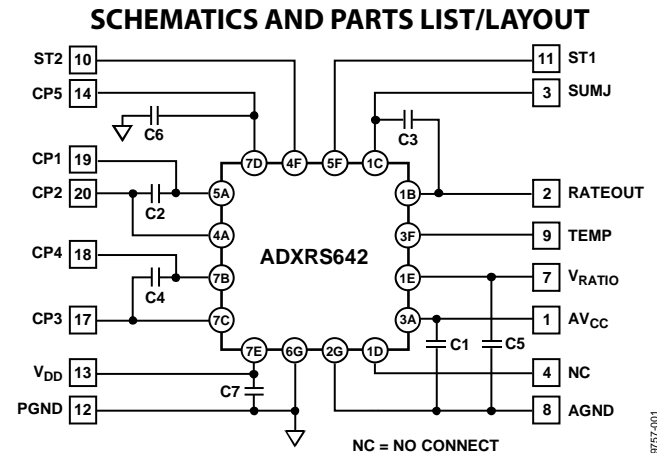 SCHEMATICS AND PARTS LIST/LAYOUT
ST2 10
11 ST1
CP5 14
3 SUMJ
C6
C3
7D
4F
5F
1C
CP1 19
CP2 20
C2
5A
1B
2 RATEOUT
4A
ADXRS642
3F
9 TEMP
CP4 18
C4
7B
1E
7 VRATIO
CP3 17
7C
3A
1 AVCC
C1
C5
VDD 13
7E
6G
2G
1D
4 NC
C7
PGND 12
8 AGND
NC = NO CONNECT
9757-001